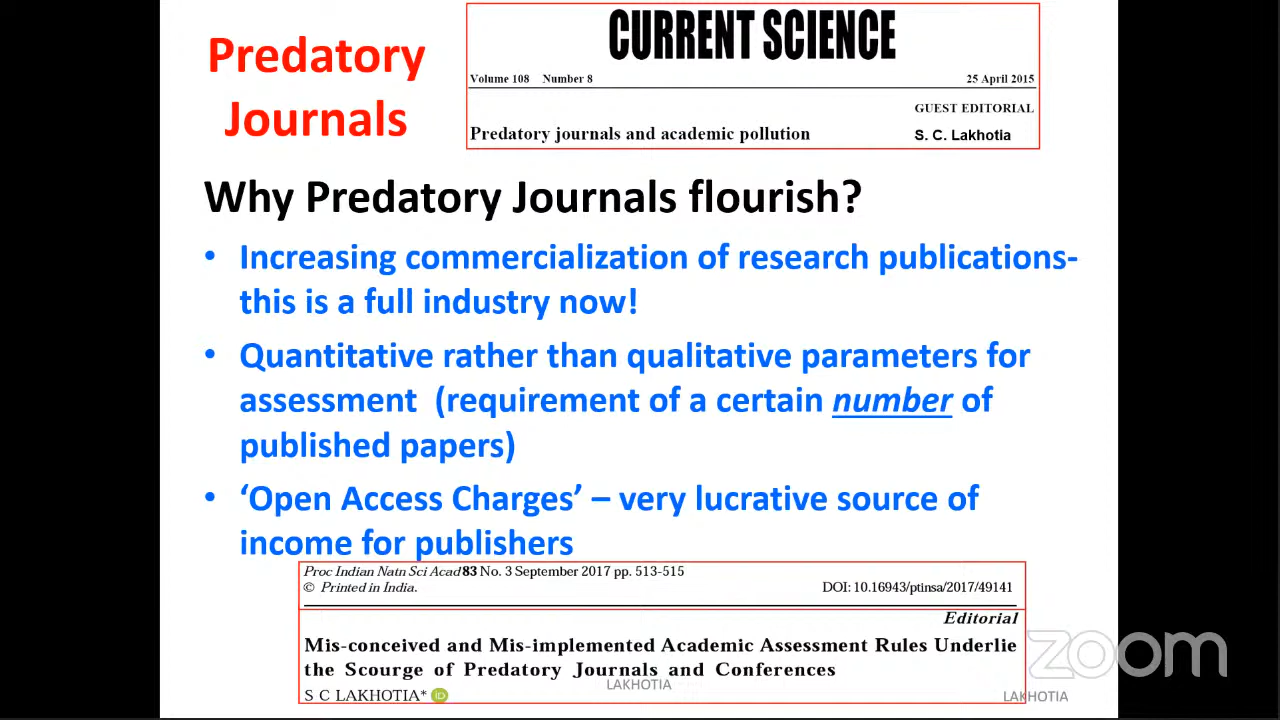 Predatory
Journals
CURRENT SCIENCE
Volume 108 Number 8 25 April 2015
GUEST EDITORIAL
Predatory journals and academic pollution S. C. Lakhotia
Why Predatory Journals flourish?
• Increasing commercialization of research publications-
this is a full industry now!
• Quantitative rather than qualitative parameters for
assessment (requirement of a certain number of
published papers)
• ‘Open Access Charges’ – very lucrative source of
income for publishers
Proc Indian Natn Sci Acad 83 No. 3 September 2017 pp. 513-515
© Printed in India. DOI: 10.16943/ptinsa/2017/49141
Editorial
Mis-conceived and Mis-implemented Academic Assessment Rules Underlie
the Scourge of Predatory Journals and Conferences
S C LAKHOTIA* iD
LAKHOTIA
LAKHOTIA
zoom